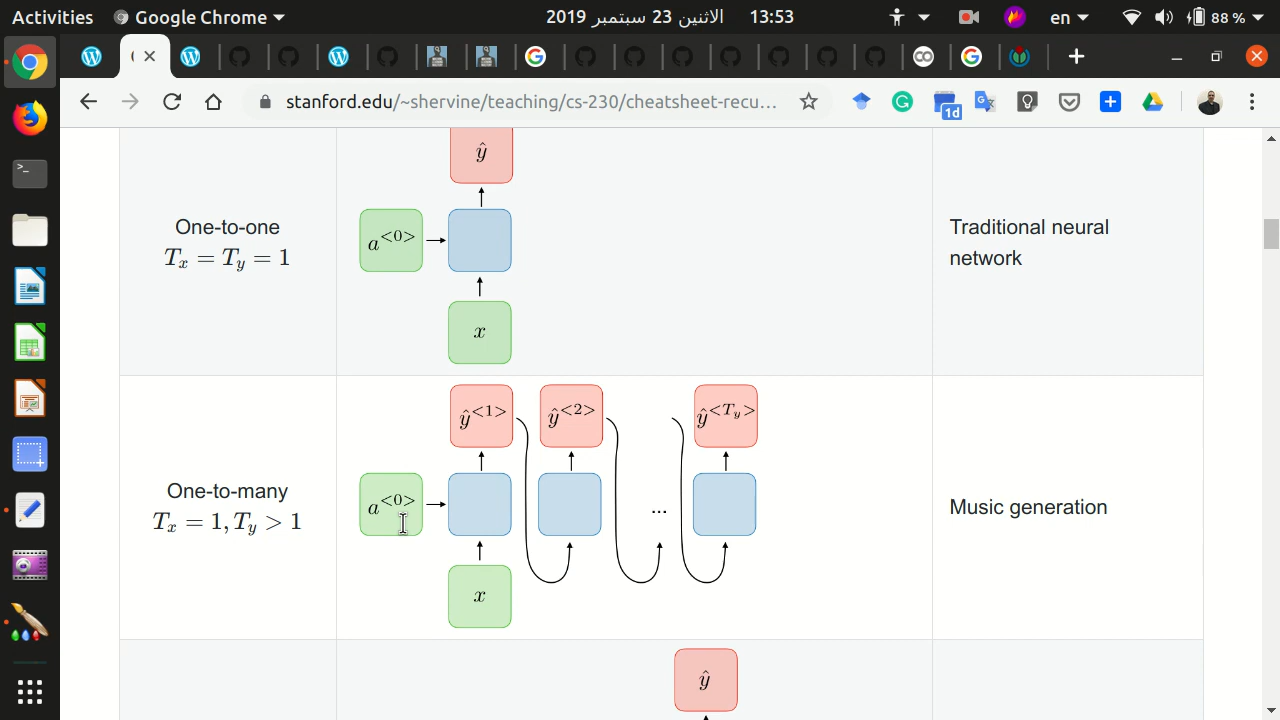 Activities Google Chrome الاثنين 23 سبتمبر 2019 13:53 en 88 %
stanford.edu/~shervine/teaching/cs-230/cheatsheet-recu...
1d
ŷ
One-to-one
T_x = T_y = 1
a^{<0>}
Traditional neural
network
x
ŷ^{<1>} ŷ^{<2>} ŷ^{<T_y>}
One-to-many
T_x = 1, T_y > 1
a^{<0>}
...
Music generation
x
ŷ